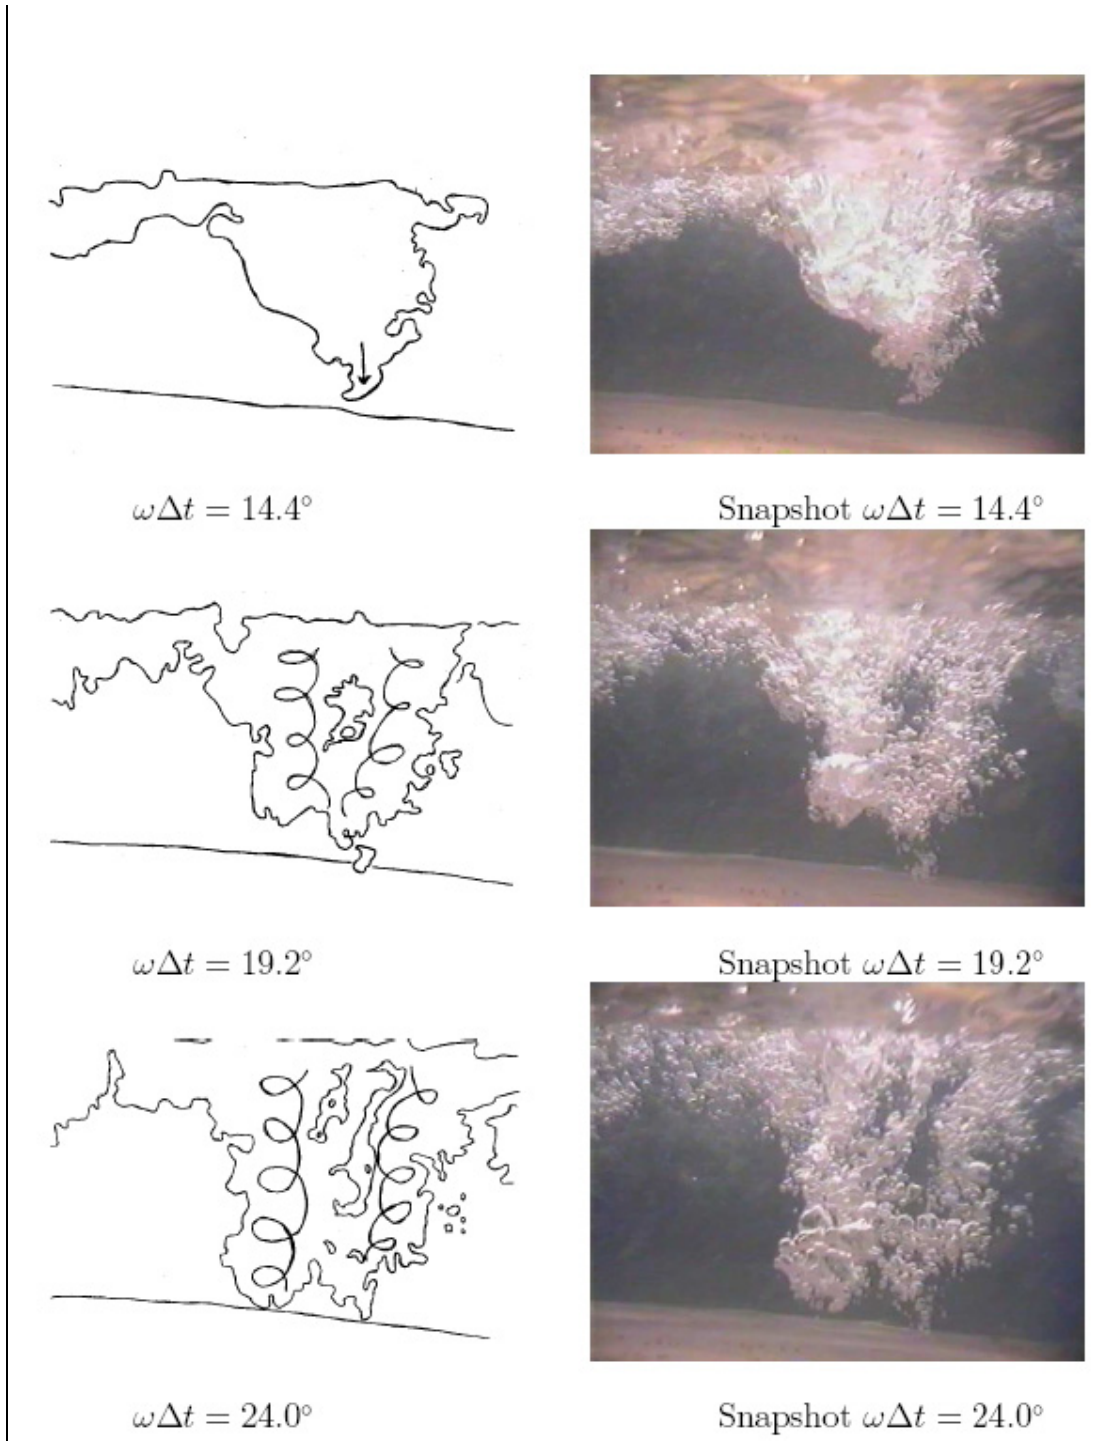 ωΔt = 14.4°
Snapshot ωΔt = 14.4°
ωΔt = 19.2°
Snapshot ωΔt = 19.2°
ωΔt = 24.0°
Snapshot ωΔt = 24.0°